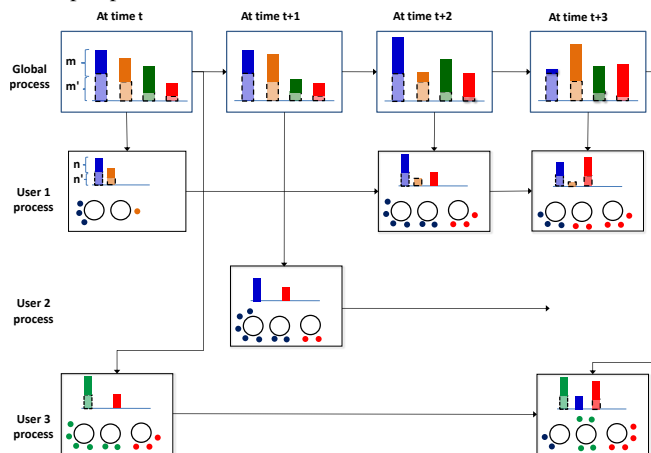 At time t
At time t+1
At time t+2
At time t+3
Global
process
m
m'
User 1
process
n
n'
User 2
process
User 3
process